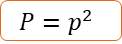 P = p²